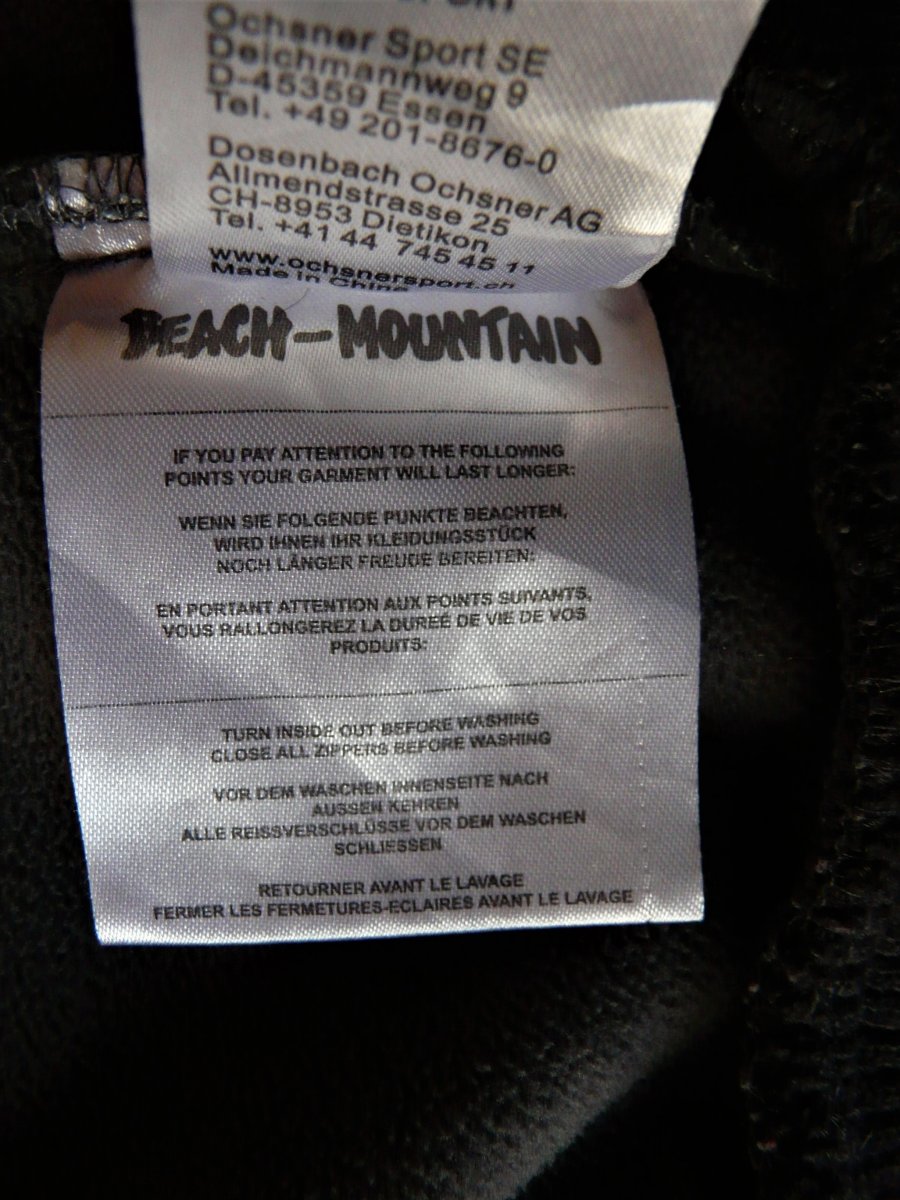 Ochsner Sport SE
Deichmannweg 9
D-45359 Essen
Tel. +49 201-8676-0
Dosenbach Ochsner AG
Allmendstrasse 25
CH-8953 Dietikon
Tel. +41 44 745 45 11
www.ochsnersport.ch
Made in China
BEACH-MOUNTAIN
IF YOU PAY ATTENTION TO THE FOLLOWING
POINTS YOUR GARMENT WILL LAST LONGER:
WENN SIE FOLGENDE PUNKTE BEACHTEN,
WIRD IHNEN IHR KLEIDUNGSSTÜCK
NOCH LÄNGER FREUDE BEREITEN:
EN PORTANT ATTENTION AUX POINTS SUIVANTS,
VOUS RALLONGEREZ LA DUREÉ DE VIE DE VOS
PRODUITS:
TURN INSIDE OUT BEFORE WASHING
CLOSE ALL ZIPPERS BEFORE WASHING
VOR DEM WASCHEN INNENSEITE NACH
AUSSEN KEHREN
ALLE REISSVERSCHLÜSSE VOR DEM WASCHEN
SCHLIESSEN
RETOURNER AVANT LE LAVAGE
FERMER LES FERMETURES-ECLAIRES AVANT LE LAVAGE